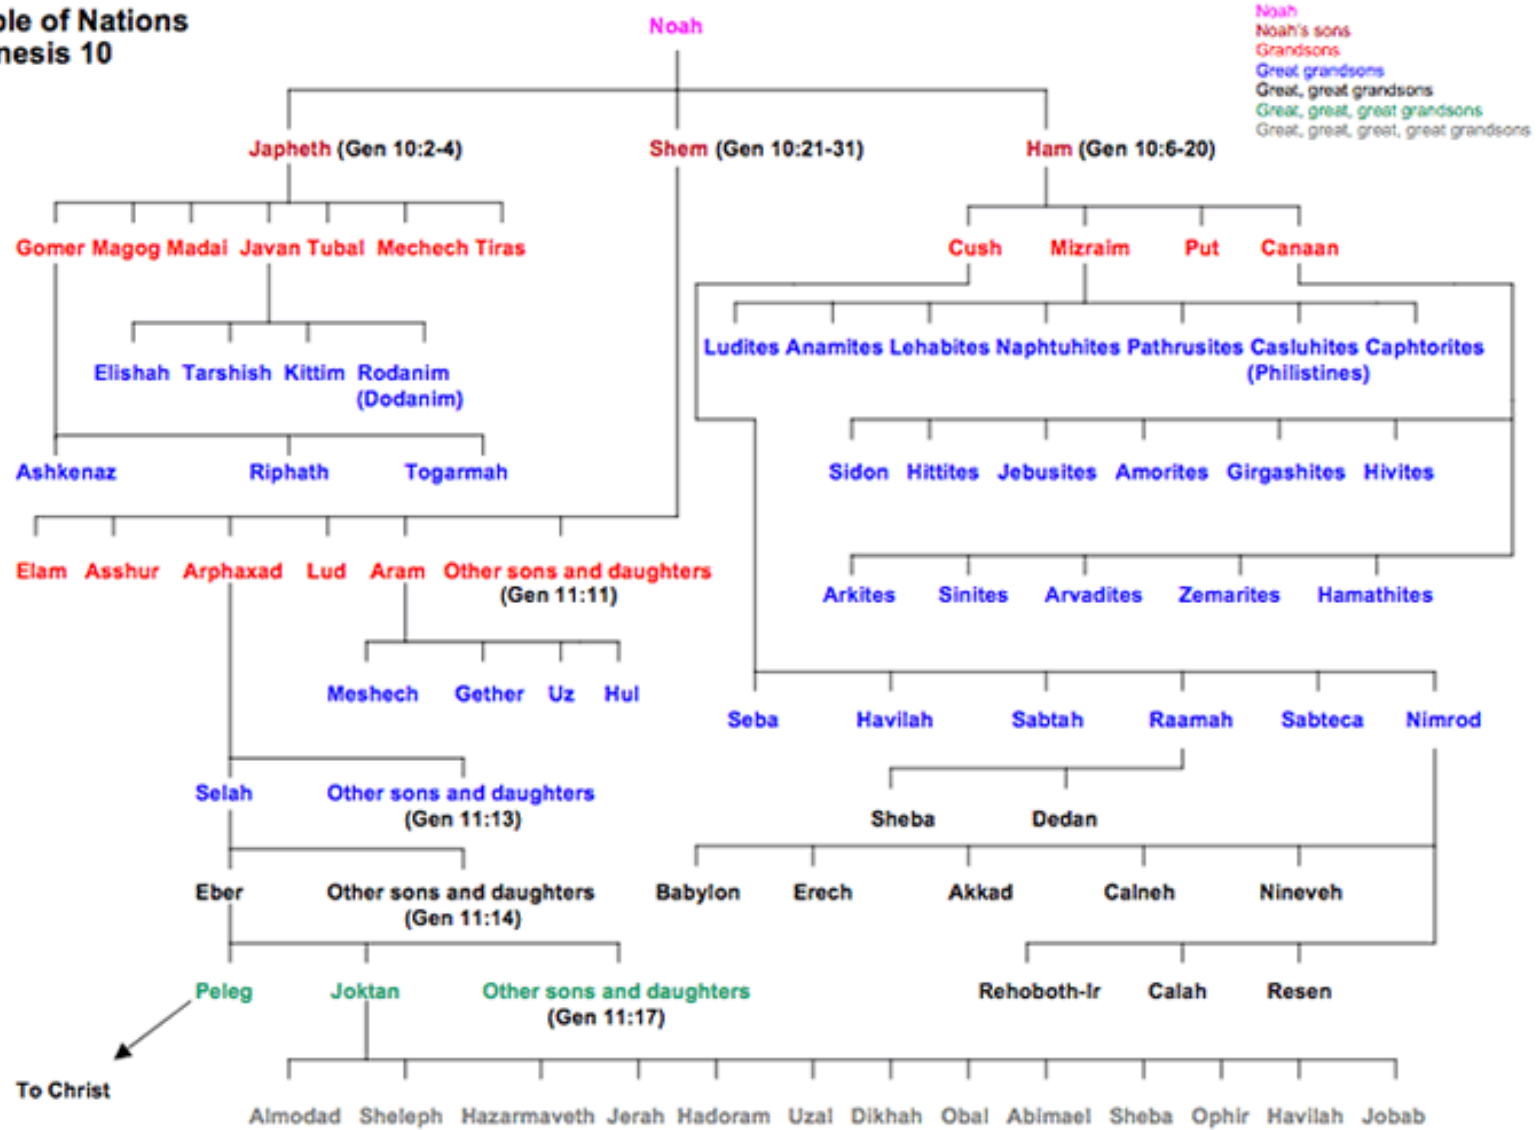 ble of Nations
nesis 10
Noah
Noah
Noah's sons
Grandsons
Great grandsons
Great, great grandsons
Great, great, great grandsons
Great, great, great, great grandsons
Japheth (Gen 10:2-4) Shem (Gen 10:21-31) Ham (Gen 10:6-20)
Gomer Magog Madai Javan Tubal Mechech Tiras Cush Mizraim Put Canaan
Ludites Anamites Lehabites Naphtuhites Pathrusites Casluhites Caphtorites
(Philistines)
Elishah Tarshish Kittim Rodanim
(Dodanim)
Ashkenaz Riphath Togarmah Sidon Hittites Jebusites Amorites Girgashites Hivites
Elam Asshur Arphaxad Lud Aram Other sons and daughters
(Gen 11:11)
Arkites Sinites Arvadites Zemarites Hamathites
Meshech Gether Uz Hul
Seba Havilah Sabtah Raamah Sabteca Nimrod
Selah Other sons and daughters
(Gen 11:13)
Sheba Dedan
Eber Other sons and daughters
(Gen 11:14)
Babylon Erech Akkad Calneh Nineveh
Peleg Joktan Other sons and daughters
(Gen 11:17)
Rehoboth-Ir Calah Resen
To Christ
Almodad Sheleph Hazarmaveth Jerah Hadoram Uzal Dikhah Obal Abimael Sheba Ophir Havilah Jobab